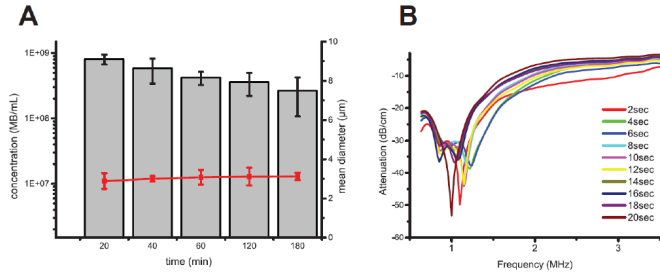 A
B
1E+09
1E+08
1E+07
concentration (MB/mL)
20
40
60
120
180
time (min)
10
8
6
4
2
0
mean diameter (μm)
-10
-20
-30
-40
-50
-60
Attenuation (dB/cm)
1
2
3
Frequency (MHz)
2sec
4sec
6sec
8sec
10sec
12sec
14sec
16sec
18sec
20sec